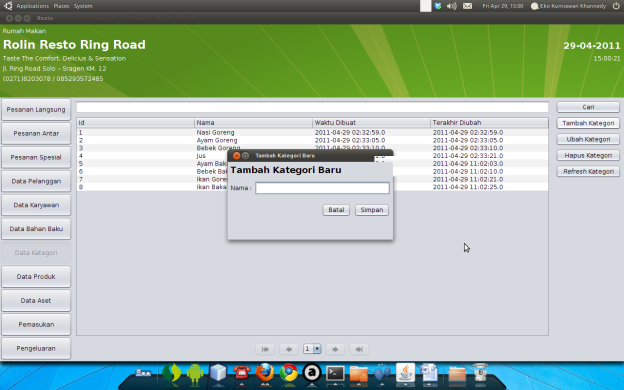 Applications Places System
Fri Apr 29, 15:00 Eko Kurniawan Khannedy
Resto
Rumah Makan
Rolin Resto Ring Road
Taste The Comfort, Delicius & Sensation
Jl. Ring Road Solo - Sragen KM. 12
(0271)8203078 / 085293572485
29-04-2011
15:00:21
Pesanan Langsung
Pesanan Antar
Pesanan Spesial
Data Pelanggan
Data Karyawan
Data Bahan Baku
Data Kategori
Data Produk
Data Aset
Pemasukan
Pengeluaran
Id Nama Waktu Dibuat Terakhir Diubah
1 Nasi Goreng 2011-04-29 02:32:59.0 2011-04-29 02:32:59.0
2 Ayam Goreng 2011-04-29 02:33:05.0 2011-04-29 02:33:05.0
3 Bebek Goreng 2011-04-29 02:33:10.0 2011-04-29 02:33:10.0
4 Jus 2011-04-29 02:33:21.0
5 Ayam Bak 2011-04-29 11:02:03.0
6 Bebek Bak 2011-04-29 11:02:10.0
7 Ikan Gore 2011-04-29 11:02:21.0
8 Ikan Baka 2011-04-29 11:02:25.0
Tambah Kategori Baru
Tambah Kategori Baru
Nama :
Batal Simpan
Cari
Tambah Kategori
Ubah Kategori
Hapus Kategori
Refresh Kategori
1